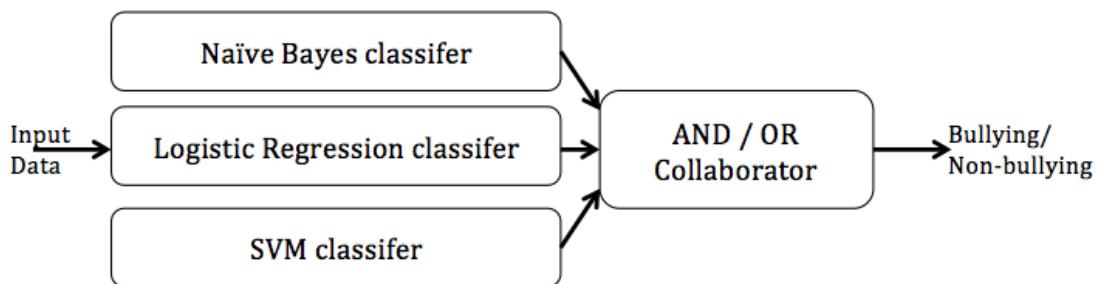 Naïve Bayes classifer
Input
Data
Logistic Regression classifer
SVM classifer
AND / OR
Collaborator
Bullying/
Non-bullying